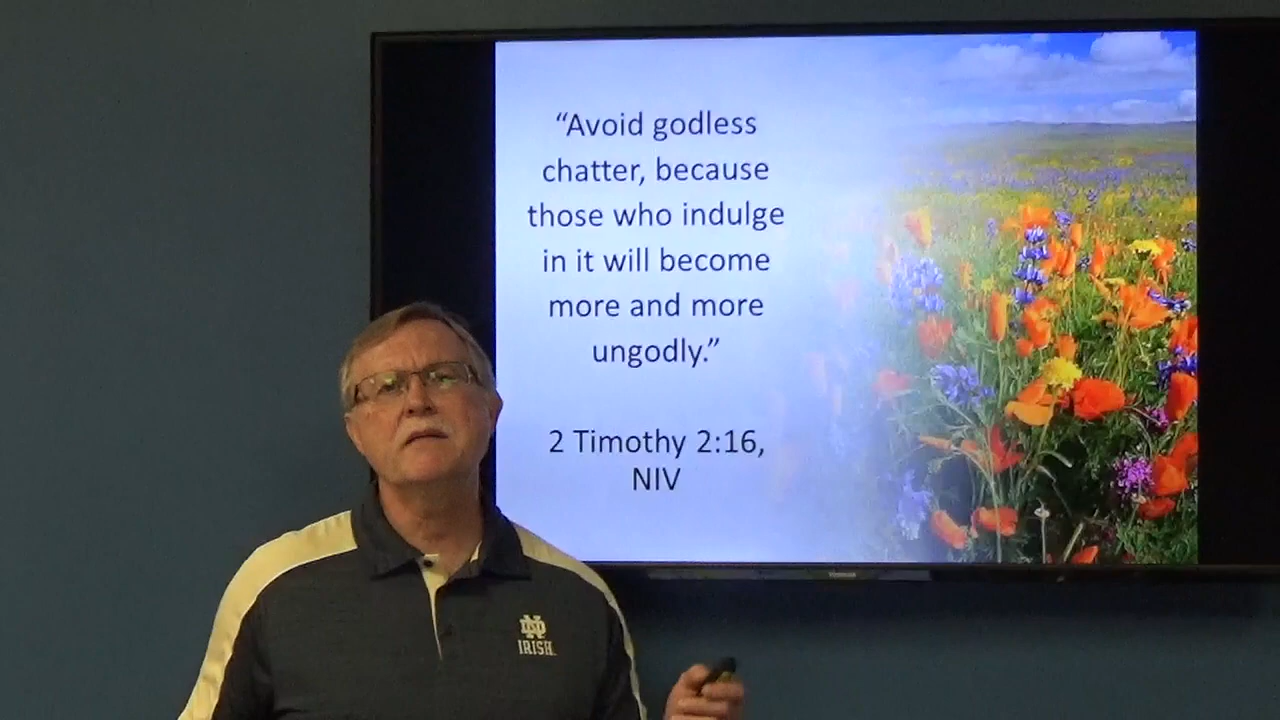 “Avoid godless
chatter, because
those who indulge
in it will become
more and more
ungodly.”
2 Timothy 2:16,
NIV
ND
IRISH.